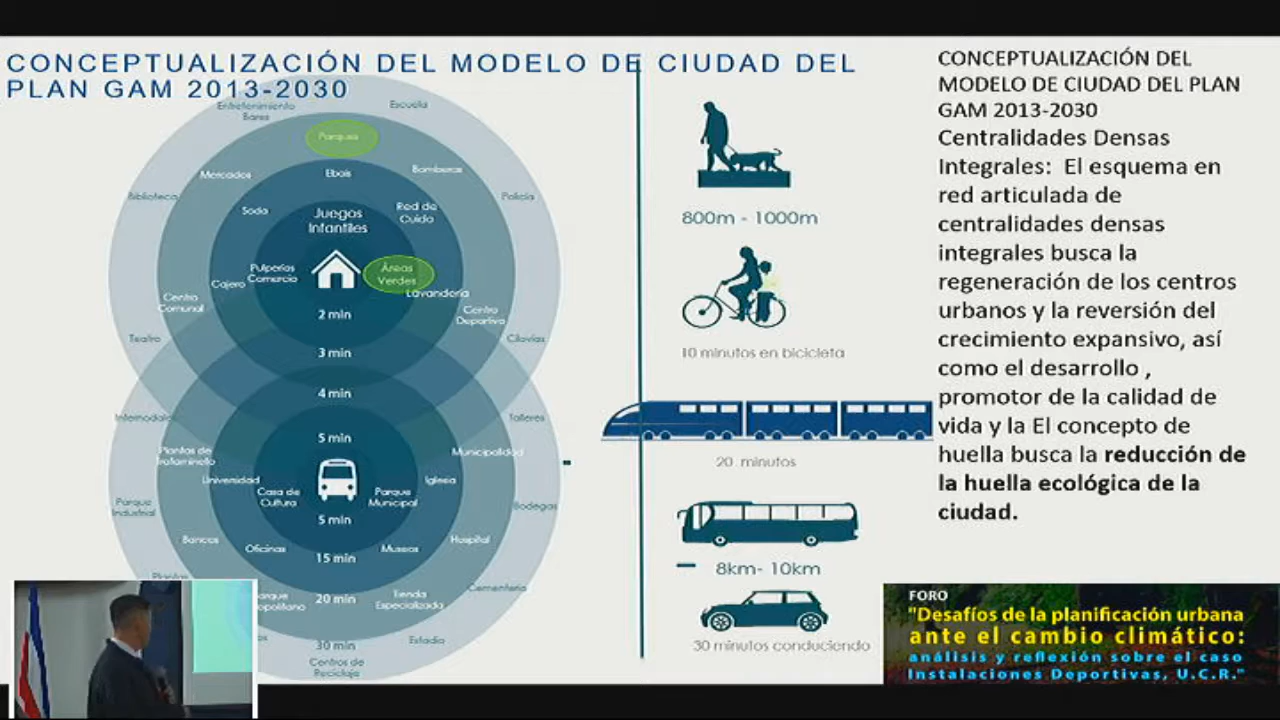 CONCEPTUALIZACIÓN DEL MODELO DE CIUDAD DEL
PLAN GAM 2013-2030
Entretenimiento
Bares
Escuela
Parques
Mercados
Ebais
Bomberos
Biblioteca
Policía
Soda
Juegos
Infantiles
Red de
Cuido
Pulperías
Comercio
Áreas
Verdes
Cajero
Lavandería
Centro
Comunal
2 min
Centro
Deportivo
Teatro
3 min
Ciclovías
4 min
Intermodales
Talleres
5 min
Plantas de
Municipalidad
Universidad
Casa de
Cultura
Parque
Municipal
Iglesia
Parque
Industrial
Bodegas
5 min
Bancos
Oficinas
Museos
Hospital
15 min
Cementerio
20 min
Tienda
Especializada
Estadio
30 min
Centros de
Reciclaje
800m - 1000m
10 minutos en bicicleta
20 minutos
8km- 10km
30 minutos conduciendo
CONCEPTUALIZACIÓN DEL
MODELO DE CIUDAD DEL PLAN
GAM 2013-2030
Centralidades Densas
Integrales: El esquema en
red articulada de
centralidades densas
integrales busca la
regeneración de los centros
urbanos y la reversión del
crecimiento expansivo, así
como el desarrollo ,
promotor de la calidad de
vida y la El concepto de
huella busca la reducción de
la huella ecológica de la
ciudad.
FORO
"Desafíos de la planificación urbana
ante el cambio climático:
análisis y reflexión sobre el caso
Instalaciones Deportivas, U.C.R."